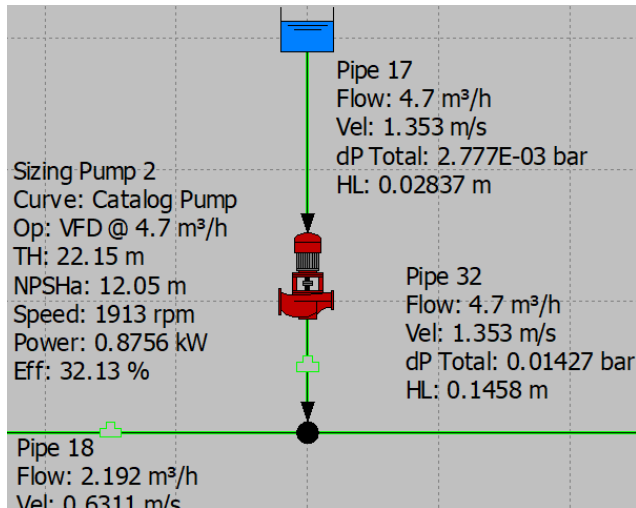 Pipe 17
Flow: 4.7 m³/h
Vel: 1.353 m/s
dP Total: 2.777E-03 bar
HL: 0.02837 m
Sizing Pump 2
Curve: Catalog Pump
Op: VFD @ 4.7 m³/h
TH: 22.15 m
NPSHa: 12.05 m
Speed: 1913 rpm
Power: 0.8756 kW
Eff: 32.13 %
Pipe 32
Flow: 4.7 m³/h
Vel: 1.353 m/s
dP Total: 0.01427 bar
HL: 0.1458 m
Pipe 18
Flow: 2.192 m³/h
Vel: 0.6311 m/s